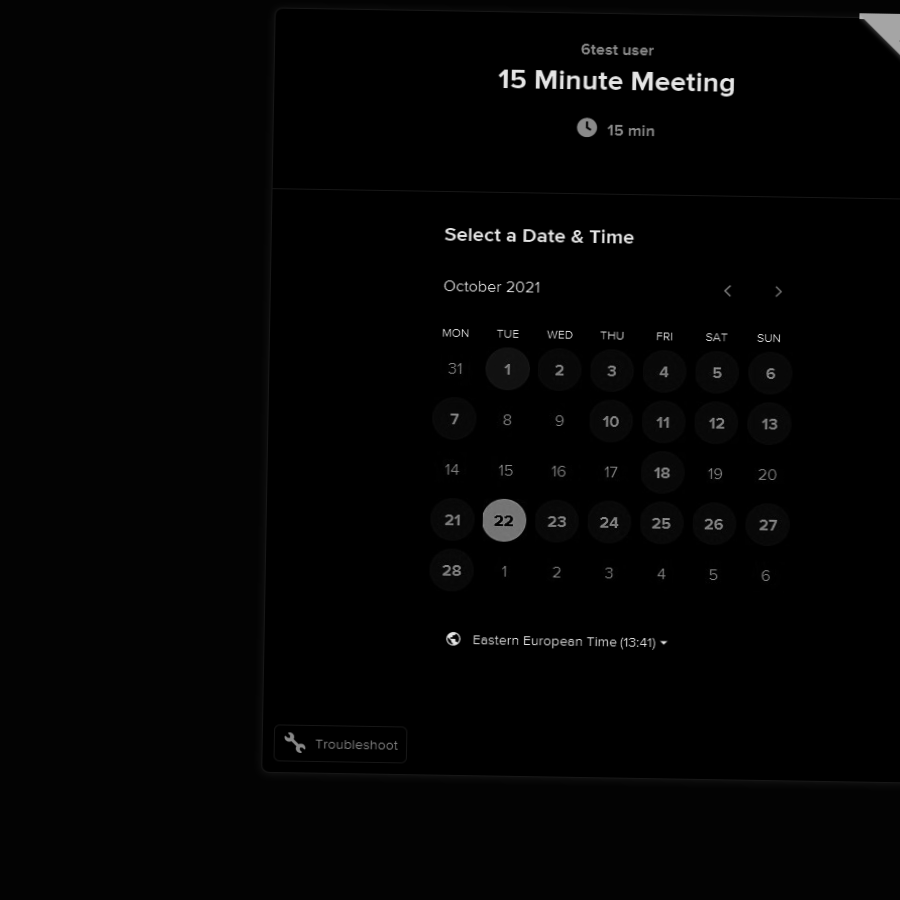 6test user
15 Minute Meeting
15 min
Select a Date & Time
October 2021
MON TUE WED THU FRI SAT SUN
31 1 2 3 4 5 6
7 8 9 10 11 12 13
14 15 16 17 18 19 20
21 22 23 24 25 26 27
28 1 2 3 4 5 6
Eastern European Time (13:41)
Troubleshoot